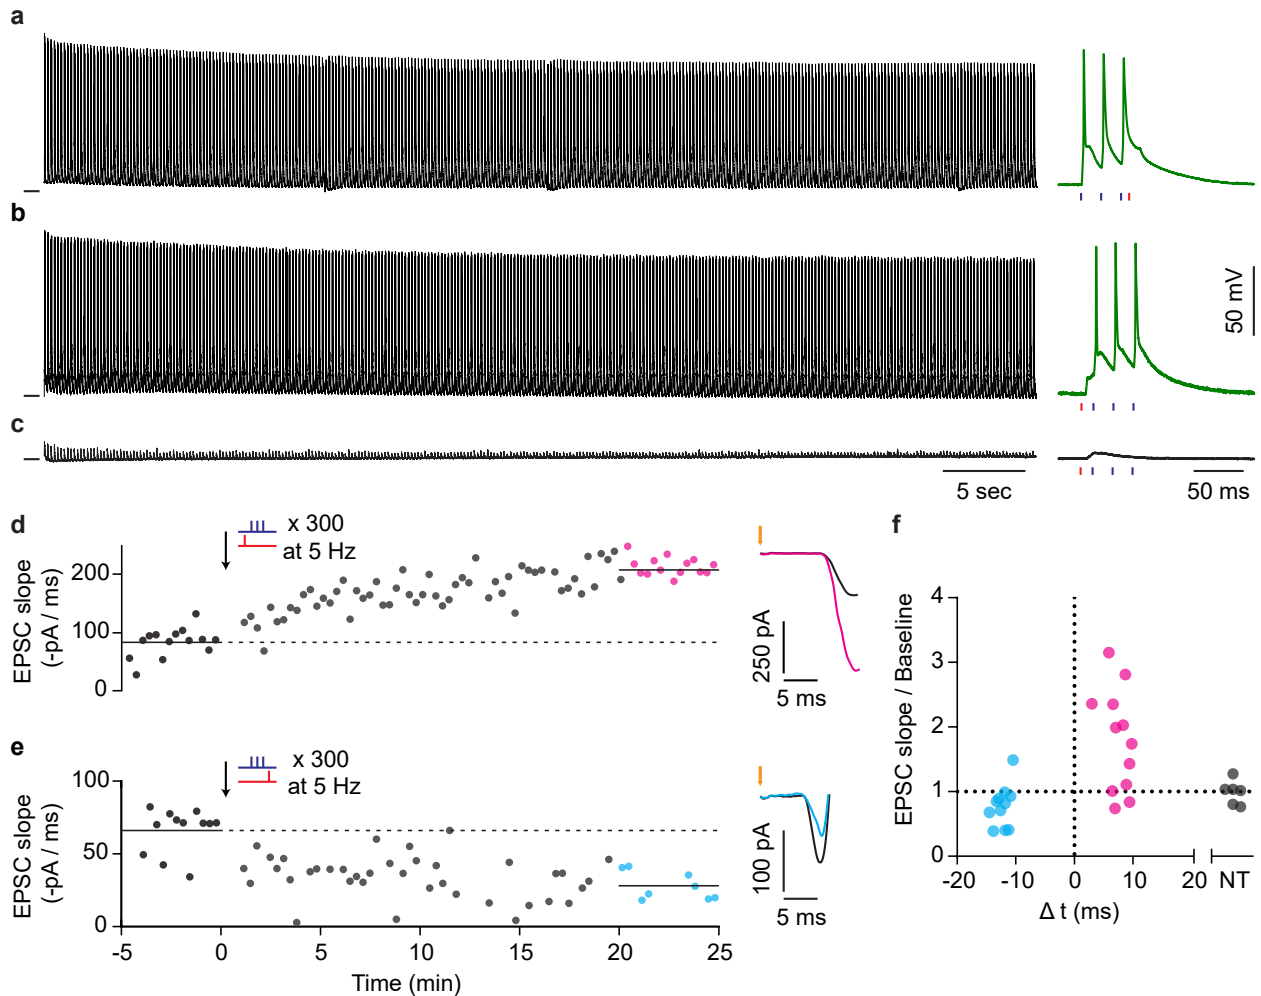 a
b
50 mV
c
5 sec
50 ms
d
x 300
at 5 Hz
EPSC slope
(-pA / ms)
200
100
0
250 pA
5 ms
e
x 300
at 5 Hz
EPSC slope
(-pA / ms)
100
50
0
-5 0 5 10 15 20 25
Time (min)
100 pA
5 ms
f
EPSC slope / Baseline
4
3
2
1
0
-20 -10 0 10 20 NT
Δ t (ms)